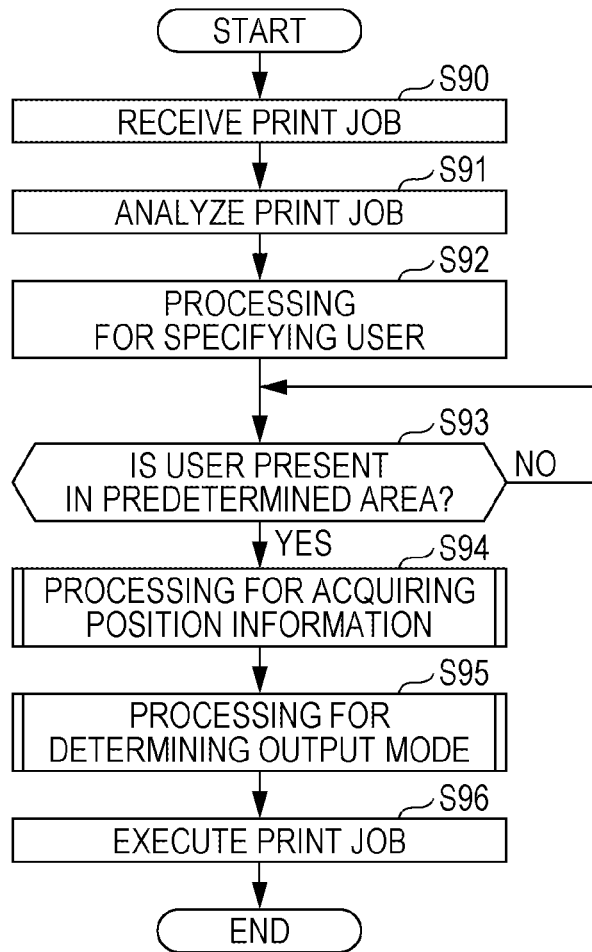 START
S90
RECEIVE PRINT JOB
S91
ANALYZE PRINT JOB
S92
PROCESSING
FOR SPECIFYING USER
S93
IS USER PRESENT
IN PREDETERMINED AREA?
NO
YES
S94
PROCESSING FOR ACQUIRING
POSITION INFORMATION
S95
PROCESSING FOR
DETERMINING OUTPUT MODE
S96
EXECUTE PRINT JOB
END